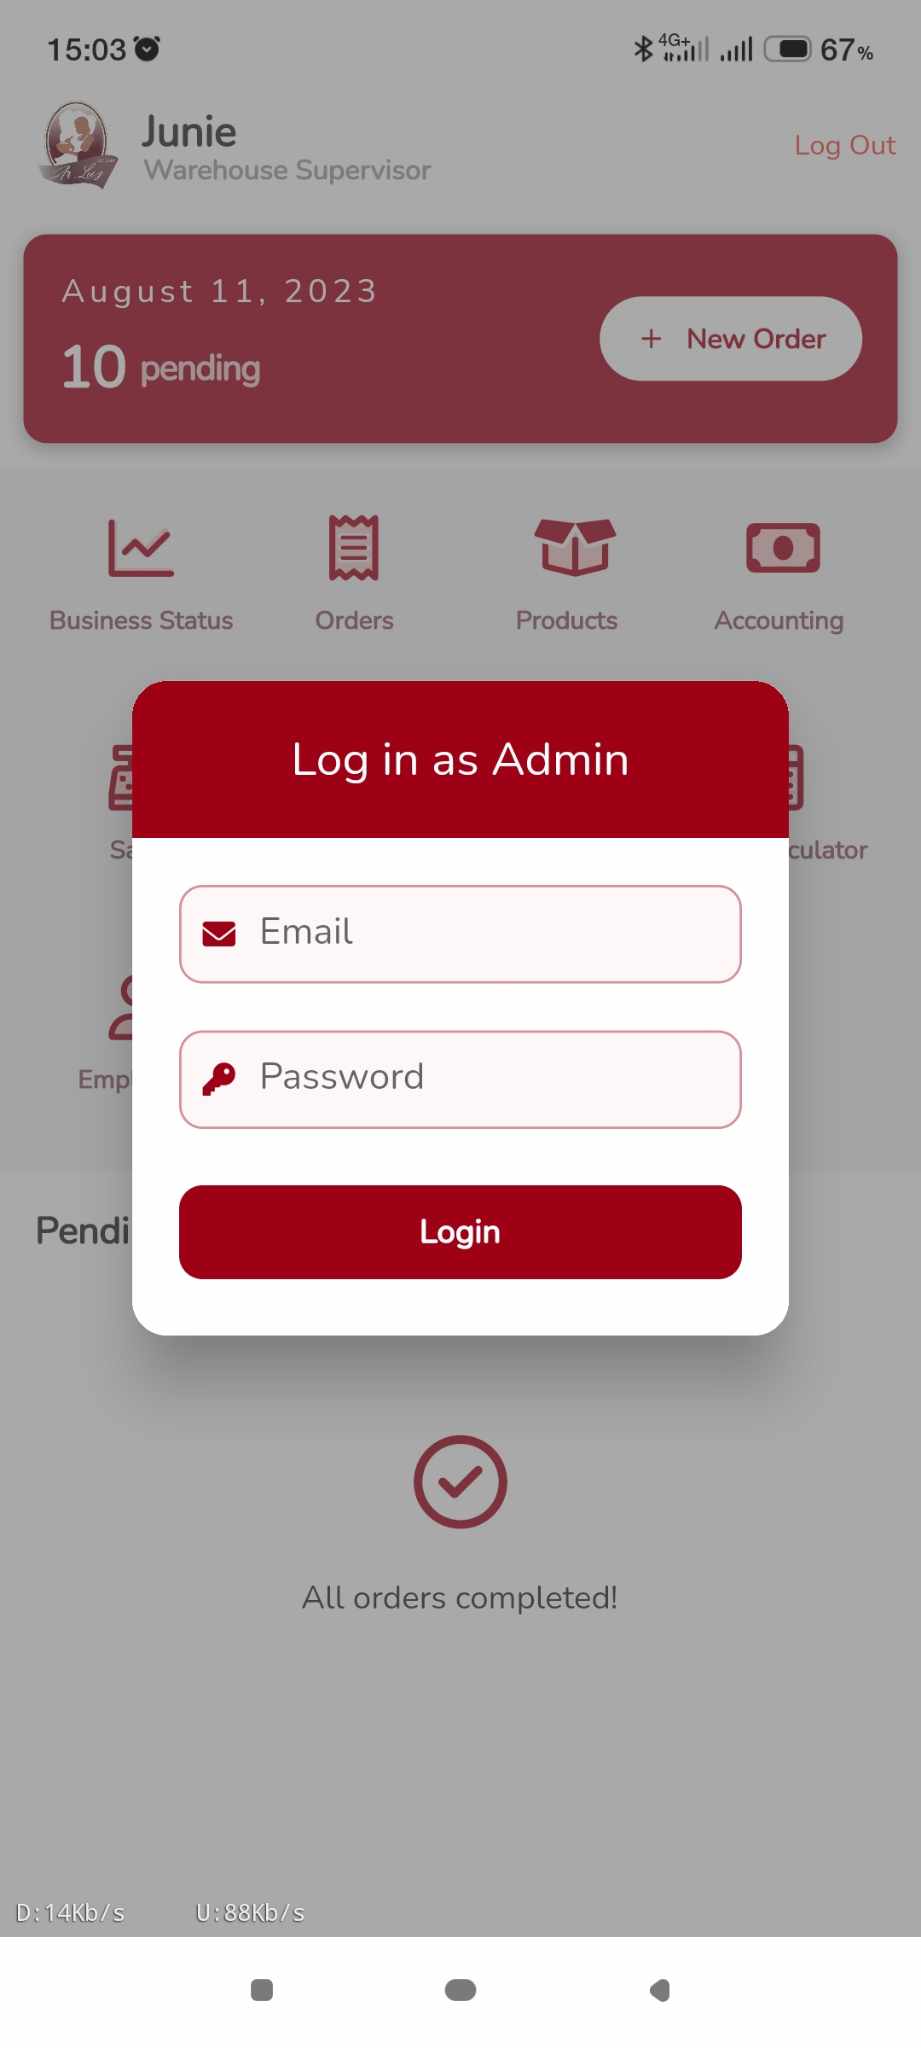 15:03
4G+
67%
Junie
Warehouse Supervisor
Log Out
August 11, 2023
10 pending
+ New Order
Business Status
Orders
Products
Accounting
Log in as Admin
Sa
culator
Email
Password
Emp
Login
Pendi
All orders completed!
D:14Kb/s
U:88Kb/s